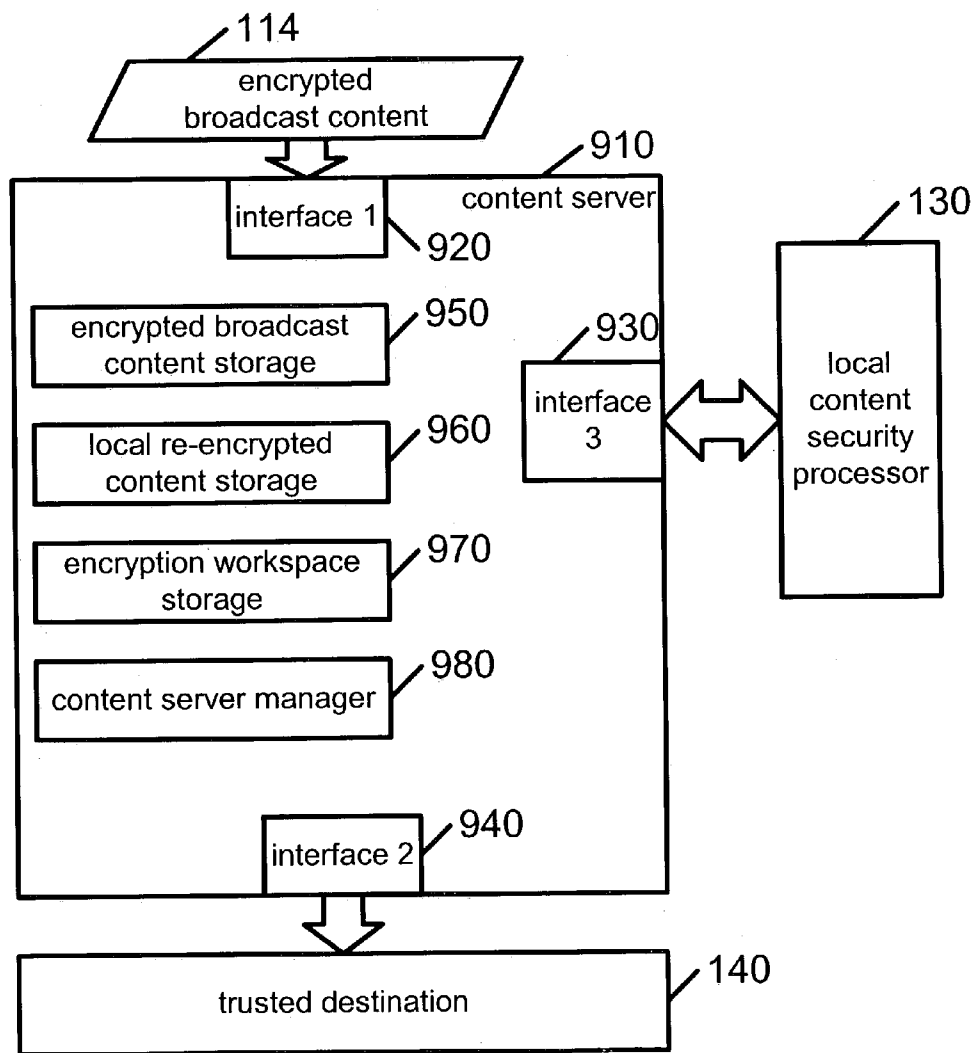 114
encrypted
broadcast content
910
content server
interface 1
920
130
encrypted broadcast
content storage
950
930
interface
3
local
content
security
processor
local re-encrypted
content storage
960
encryption workspace
storage
970
content server manager
980
interface 2
940
trusted destination
140